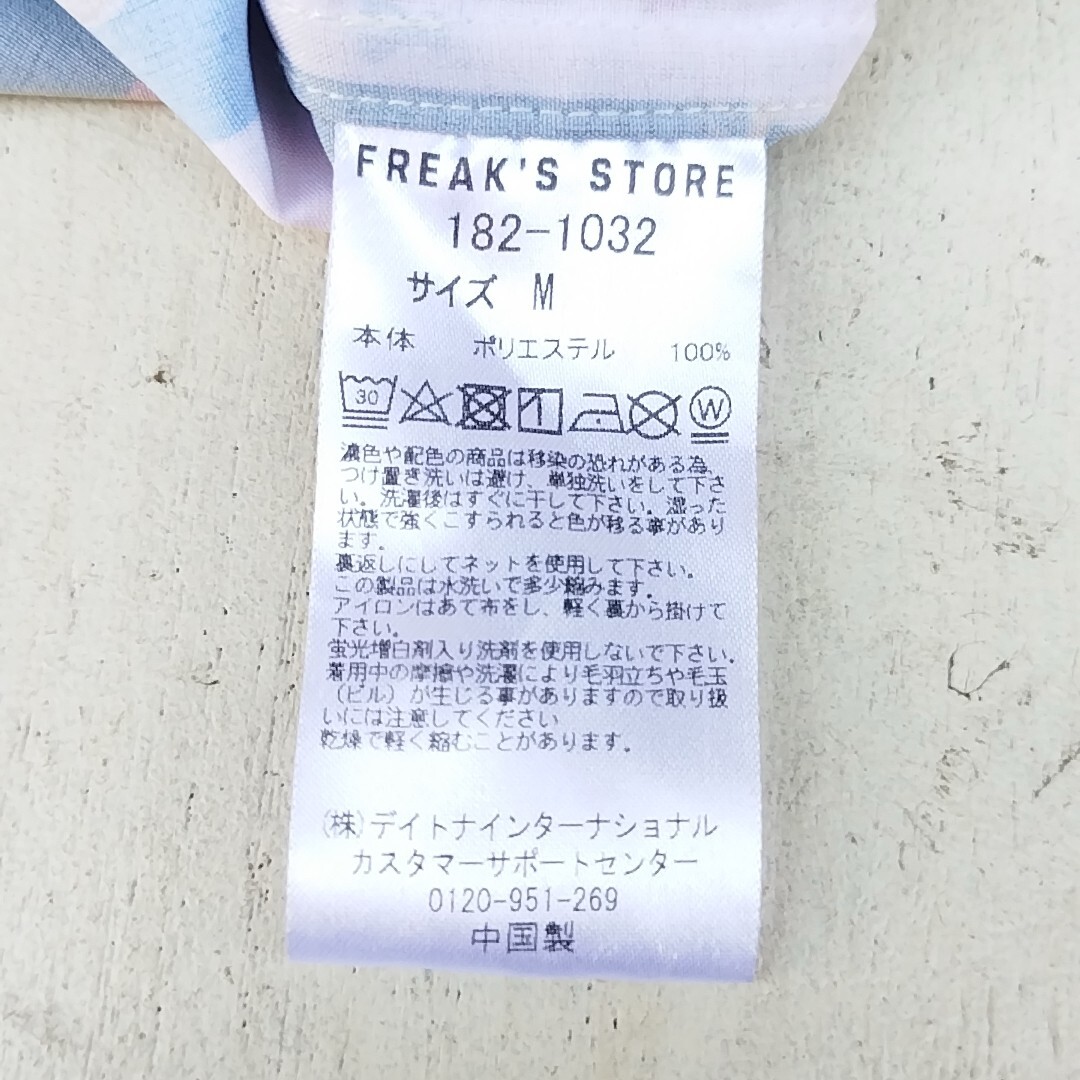 FREAK'S STORE
182-1032
サイズ M
本体 ポリエステル 100%
30 W
濃色や配色の商品は移染の恐れがある為、
つけ置き洗いは避け、単独洗いをして下さ
い。洗濯後はすぐに干して下さい。湿った
状態で強くこすられると色が移る事があり
ます。
裏返しにしてネットを使用して下さい。
この製品は水洗いで多少縮みます。
アイロンはあて布をし、軽く裏から掛けて
下さい。
蛍光増白剤入り洗剤を使用しないで下さい。
着用中の摩擦や洗濯により毛羽立ちや毛玉
(ピル)が生じる事がありますので取り扱
いには注意してください
乾燥で軽く縮むことがあります。
(株)デイトナインターナショナル
カスタマーサポートセンター
0120-951-269
中国製